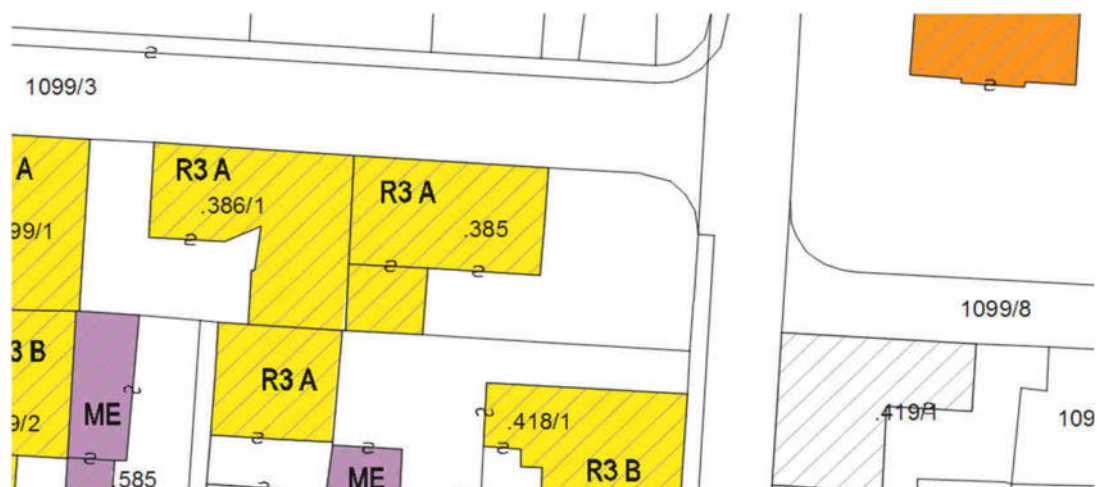 1099/3
A
R3 A
.386/1
R3 A
.385
99/1
1099/8
3 B
R3 A
ME
.418/1
.419/1
109
9/2
R3 B
ME
585